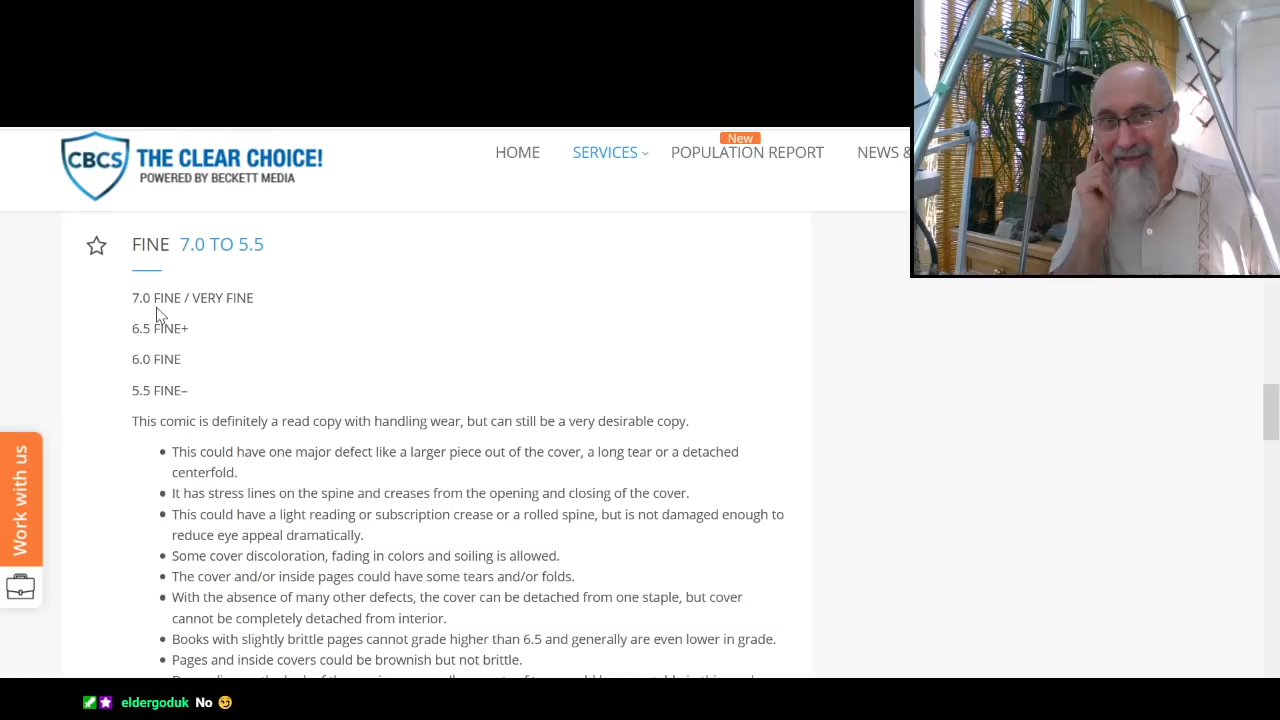 CBCS THE CLEAR CHOICE!
POWERED BY BECKETT MEDIA
New
HOME SERVICES POPULATION REPORT NEWS &
FINE 7.0 TO 5.5
7.0 FINE / VERY FINE
6.5 FINE+
6.0 FINE
5.5 FINE–
This comic is definitely a read copy with handling wear, but can still be a very desirable copy.
This could have one major defect like a larger piece out of the cover, a long tear or a detached
centerfold.
It has stress lines on the spine and creases from the opening and closing of the cover.
This could have a light reading or subscription crease or a rolled spine, but is not damaged enough to
reduce eye appeal dramatically.
Some cover discoloration, fading in colors and soiling is allowed.
The cover and/or inside pages could have some tears and/or folds.
With the absence of many other defects, the cover can be detached from one staple, but cover
cannot be completely detached from interior.
Books with slightly brittle pages cannot grade higher than 6.5 and generally are even lower in grade.
Pages and inside covers could be brownish but not brittle.
Work with us
eldergoduk No 😏